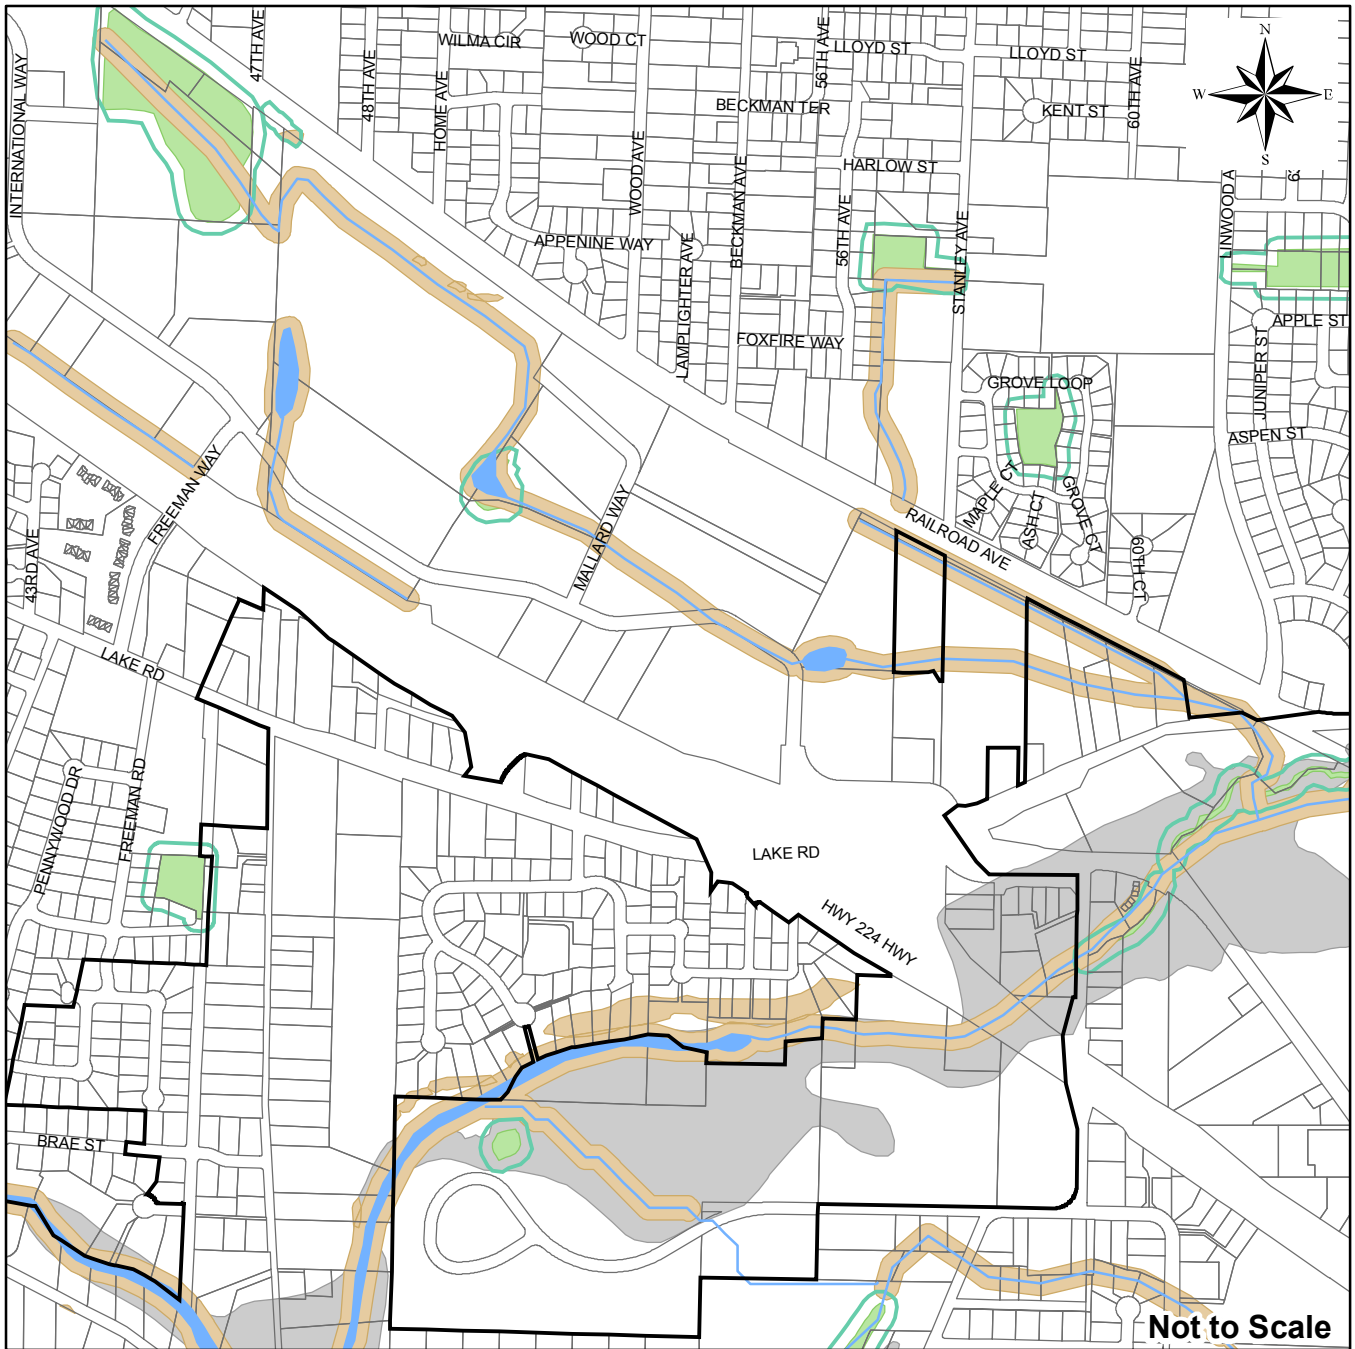 N
W
E
S
INTERNATIONAL WAY
47TH AVE
48TH AVE
HOME AVE
WILMA CIR
WOOD CT
56TH AVE
LLOYD ST
LLOYD ST
60TH AVE
BECKMAN TER
KENT ST
WOOD AVE
BECKMAN AVE
HARLOW ST
LINWOOD A
APPENINE WAY
LAMPLIGHTER AVE
56TH AVE
STANLEY AVE
FOXFIRE WAY
APPLE ST
JUNIPER ST
GROVE LOOP
ASPEN ST
FREEMAN WAY
MAPLE CT
ASH CT
GROVE CT
60TH CT
RAILROAD AVE
MALLARD WAY
43RD AVE
LAKE RD
PENNYWOOD DR
FREEMAN RD
LAKE RD
HWY 224 HWY
BRAE ST
Not to Scale